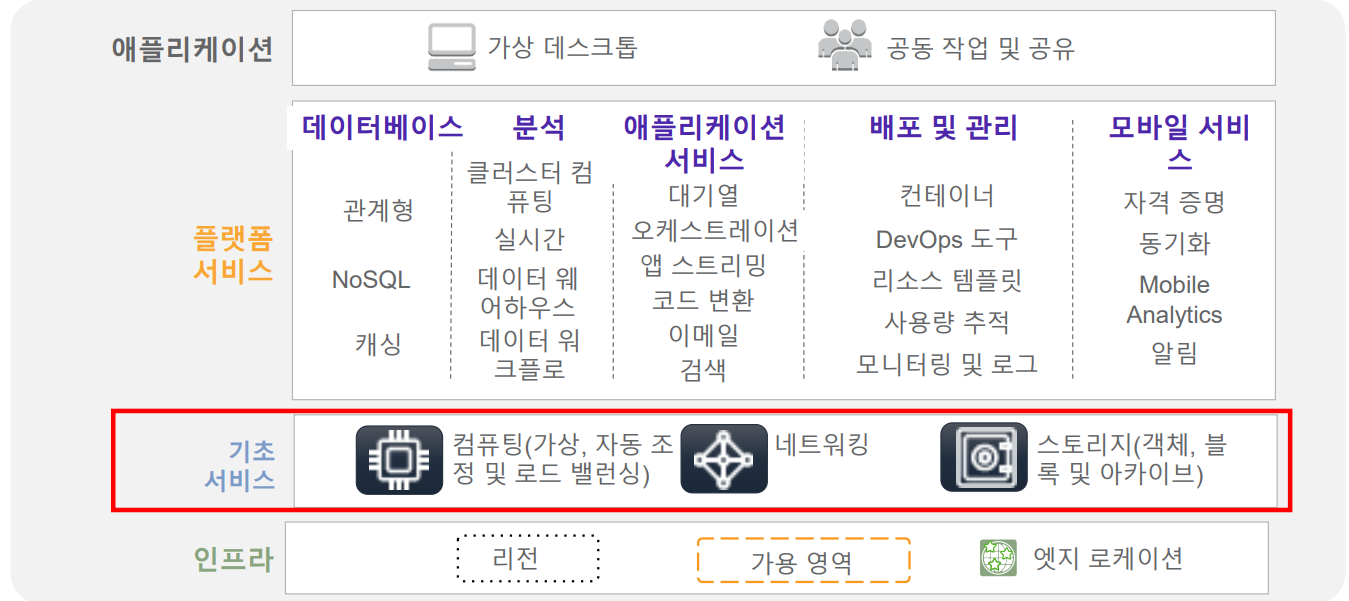 애플리케이션
가상 데스크톱
공동 작업 및 공유
플랫폼
서비스
데이터베이스
관계형
NoSQL
캐싱
분석
클러스터 컴
퓨팅
실시간
데이터 웨
어하우스
데이터 워
크플로
애플리케이션
서비스
대기열
오케스트레이션
앱 스트리밍
코드 변환
이메일
검색
배포 및 관리
컨테이너
DevOps 도구
리소스 템플릿
사용량 추적
모니터링 및 로그
모바일 서비
스
자격 증명
동기화
Mobile
Analytics
알림
기초
서비스
컴퓨팅(가상, 자동 조
정 및 로드 밸런싱)
네트워킹
스토리지(객체, 블
록 및 아카이브)
인프라
리전
가용 영역
엣지 로케이션